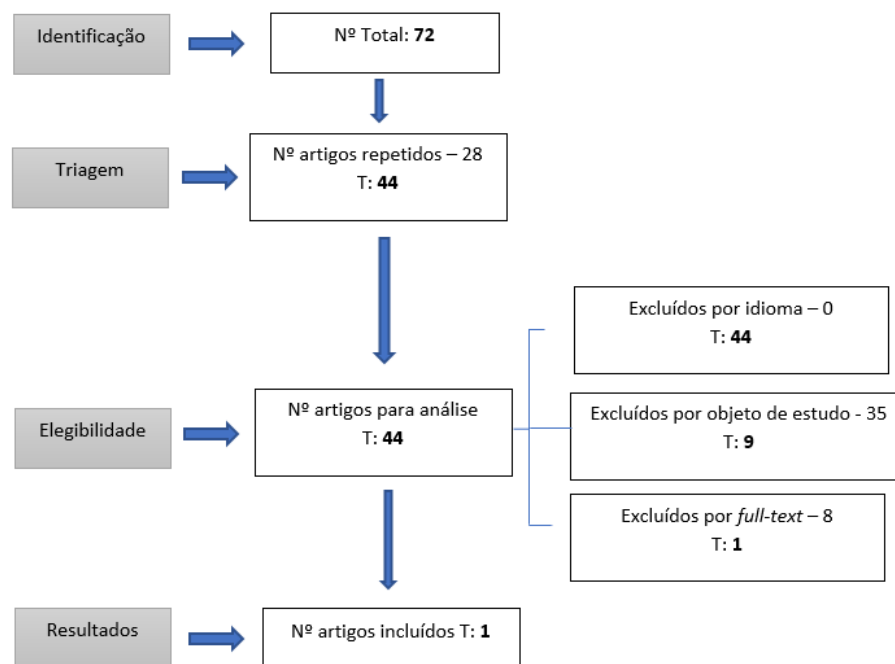 Identificação
Nº Total: 72
Triagem
Nº artigos repetidos – 28
T: 44
Elegibilidade
Nº artigos para análise
T: 44
Excluídos por idioma – 0
T: 44
Excluídos por objeto de estudo - 35
T: 9
Excluídos por full-text – 8
T: 1
Resultados
Nº artigos incluídos T: 1